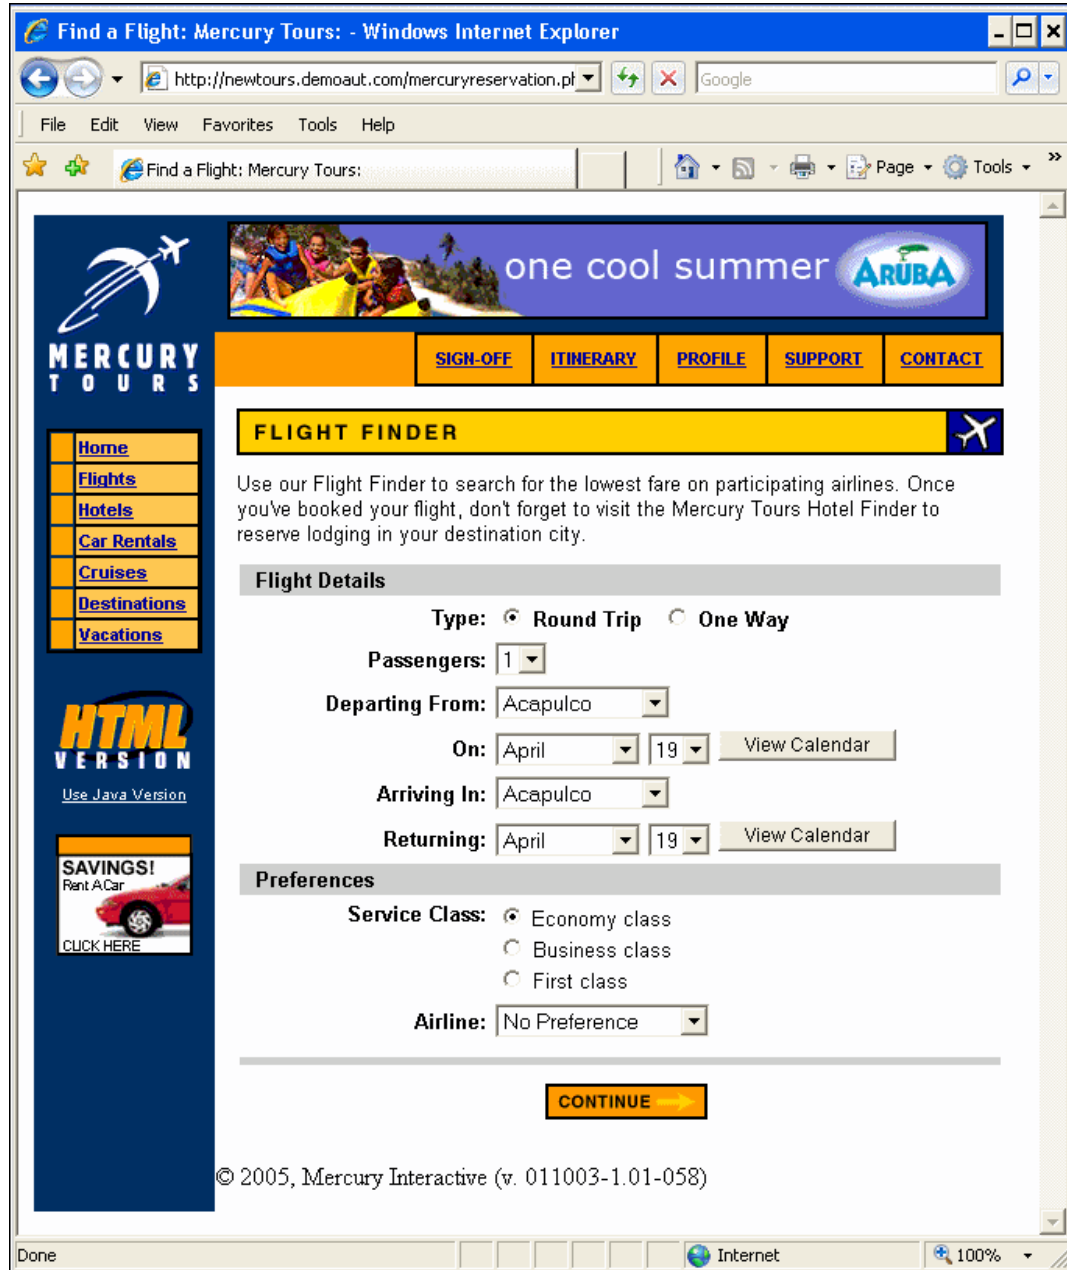 Find a Flight: Mercury Tours: - Windows Internet Explorer
http://newtours.demoaut.com/mercuryreservation.pl
Google
File Edit View Favorites Tools Help
Find a Flight: Mercury Tours:
Page Tools »
one cool summer ARUBA
MERCURY
TOURS
SIGN-OFF ITINERARY PROFILE SUPPORT CONTACT
FLIGHT FINDER
Home
Flights
Hotels
Car Rentals
Cruises
Destinations
Vacations
HTML
VERSION
Use Java Version
SAVINGS!
Rent A Car
CLICK HERE
Use our Flight Finder to search for the lowest fare on participating airlines. Once
you've booked your flight, don't forget to visit the Mercury Tours Hotel Finder to
reserve lodging in your destination city.
Flight Details
Type: Round Trip One Way
Passengers: 1
Departing From: Acapulco
On: April 19 View Calendar
Arriving In: Acapulco
Returning: April 19 View Calendar
Preferences
Service Class: Economy class
Business class
First class
Airline: No Preference
CONTINUE
© 2005, Mercury Interactive (v. 011003-1.01-058)
Done Internet 100%